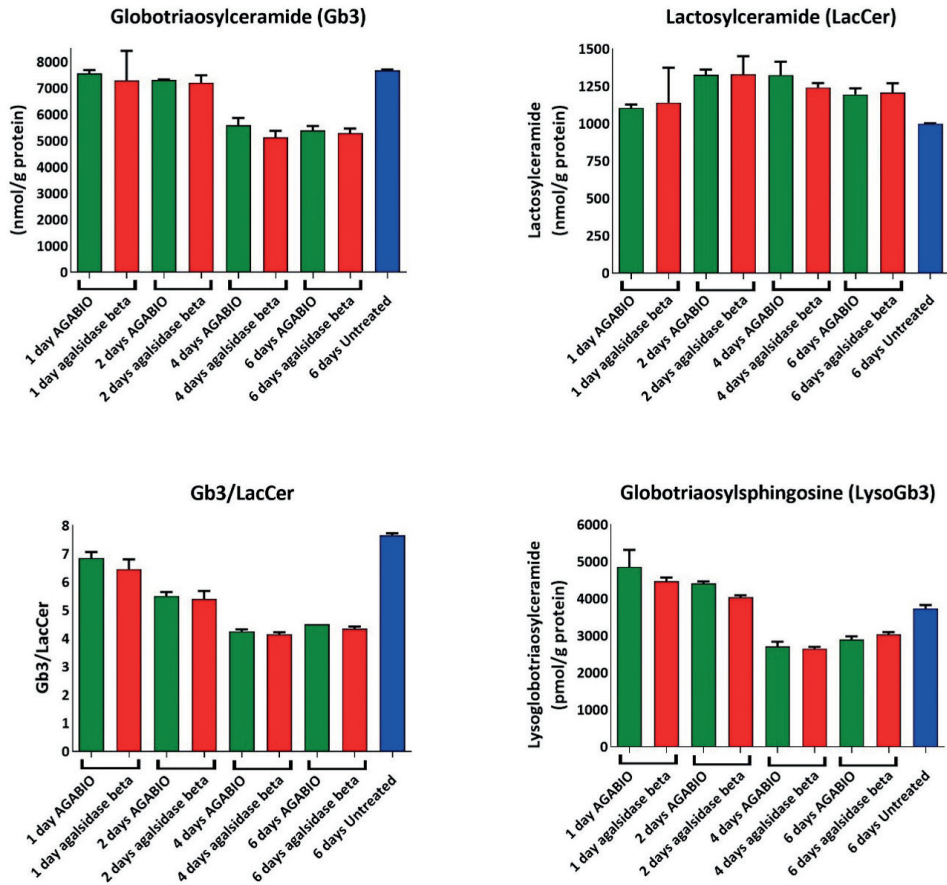 Globotriaosylceramide (Gb3)
(nmol/g protein)
8000
7000
6000
5000
4000
3000
2000
1000
0
1 day AGABIO
1 day agalsidase beta
2 days AGABIO
2 days agalsidase beta
4 days AGABIO
4 days agalsidase beta
6 days AGABIO
6 days agalsidase beta
6 days Untreated
Lactosylceramide (LacCer)
Lactosylceramide
(nmol/g protein)
1500
1250
1000
750
500
250
0
1 day AGABIO
1 day agalsidase beta
2 days AGABIO
2 days agalsidase beta
4 days AGABIO
4 days agalsidase beta
6 days AGABIO
6 days agalsidase beta
6 days Untreated
Gb3/LacCer
Gb3/LacCer
8
7
6
5
4
3
2
1
0
1 day AGABIO
1 day agalsidase beta
2 days AGABIO
2 days agalsidase beta
4 days AGABIO
4 days agalsidase beta
6 days AGABIO
6 days agalsidase beta
6 days Untreated
Globotriaosylsphingosine (LysoGb3)
Lysoglobotriaosylceramide
(pmol/g protein)
6000
5000
4000
3000
2000
1000
0
1 day AGABIO
1 day agalsidase beta
2 days AGABIO
2 days agalsidase beta
4 days AGABIO
4 days agalsidase beta
6 days AGABIO
6 days agalsidase beta
6 days Untreated